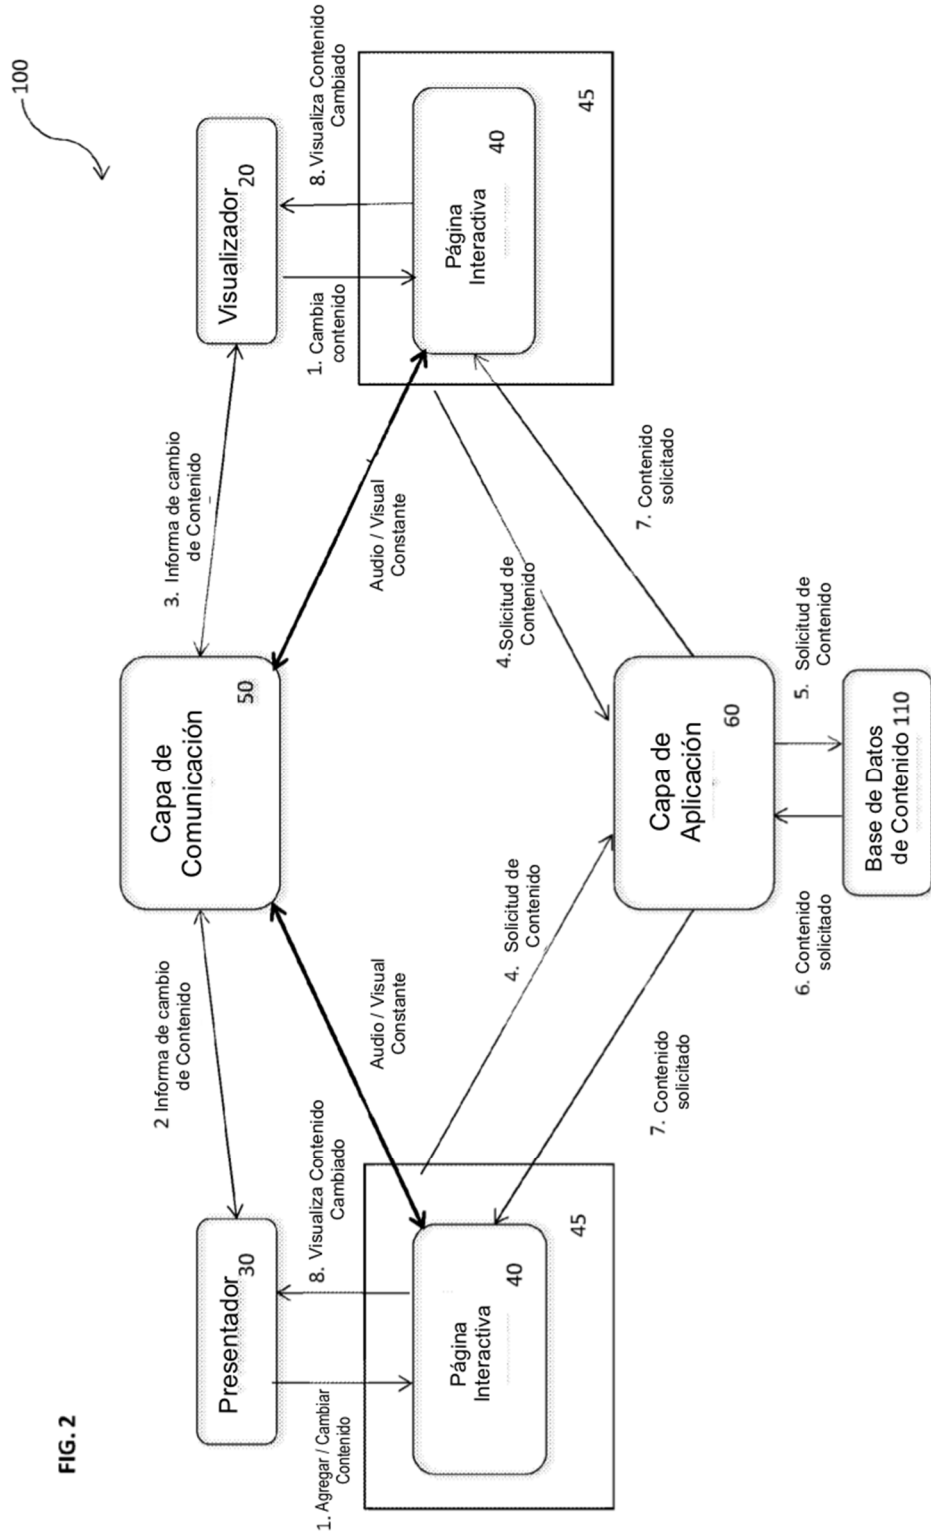 FIG. 2
100
Presentador
30
2 Informa de cambio
de Contenido
Capa de
Comunicación
50
3. Informa de cambio
de Contenido
Visualizador
20
1. Agregar / Cambiar
Contenido
8. Visualiza Contenido
Cambiado
Audio / Visual
Constante
Audio / Visual
Constante
1. Cambia
contenido
8. Visualiza Contenido
Cambiado
Página
Interactiva
40
45
4. Solicitud de
Contenido
4.Solicitud de
Contenido
Página
Interactiva
40
45
7. Contenido
solicitado
Capa de
Aplicación
60
7. Contenido
solicitado
6. Contenido
solicitado
5. Solicitud de
Contenido
Base de Datos
de Contenido 110